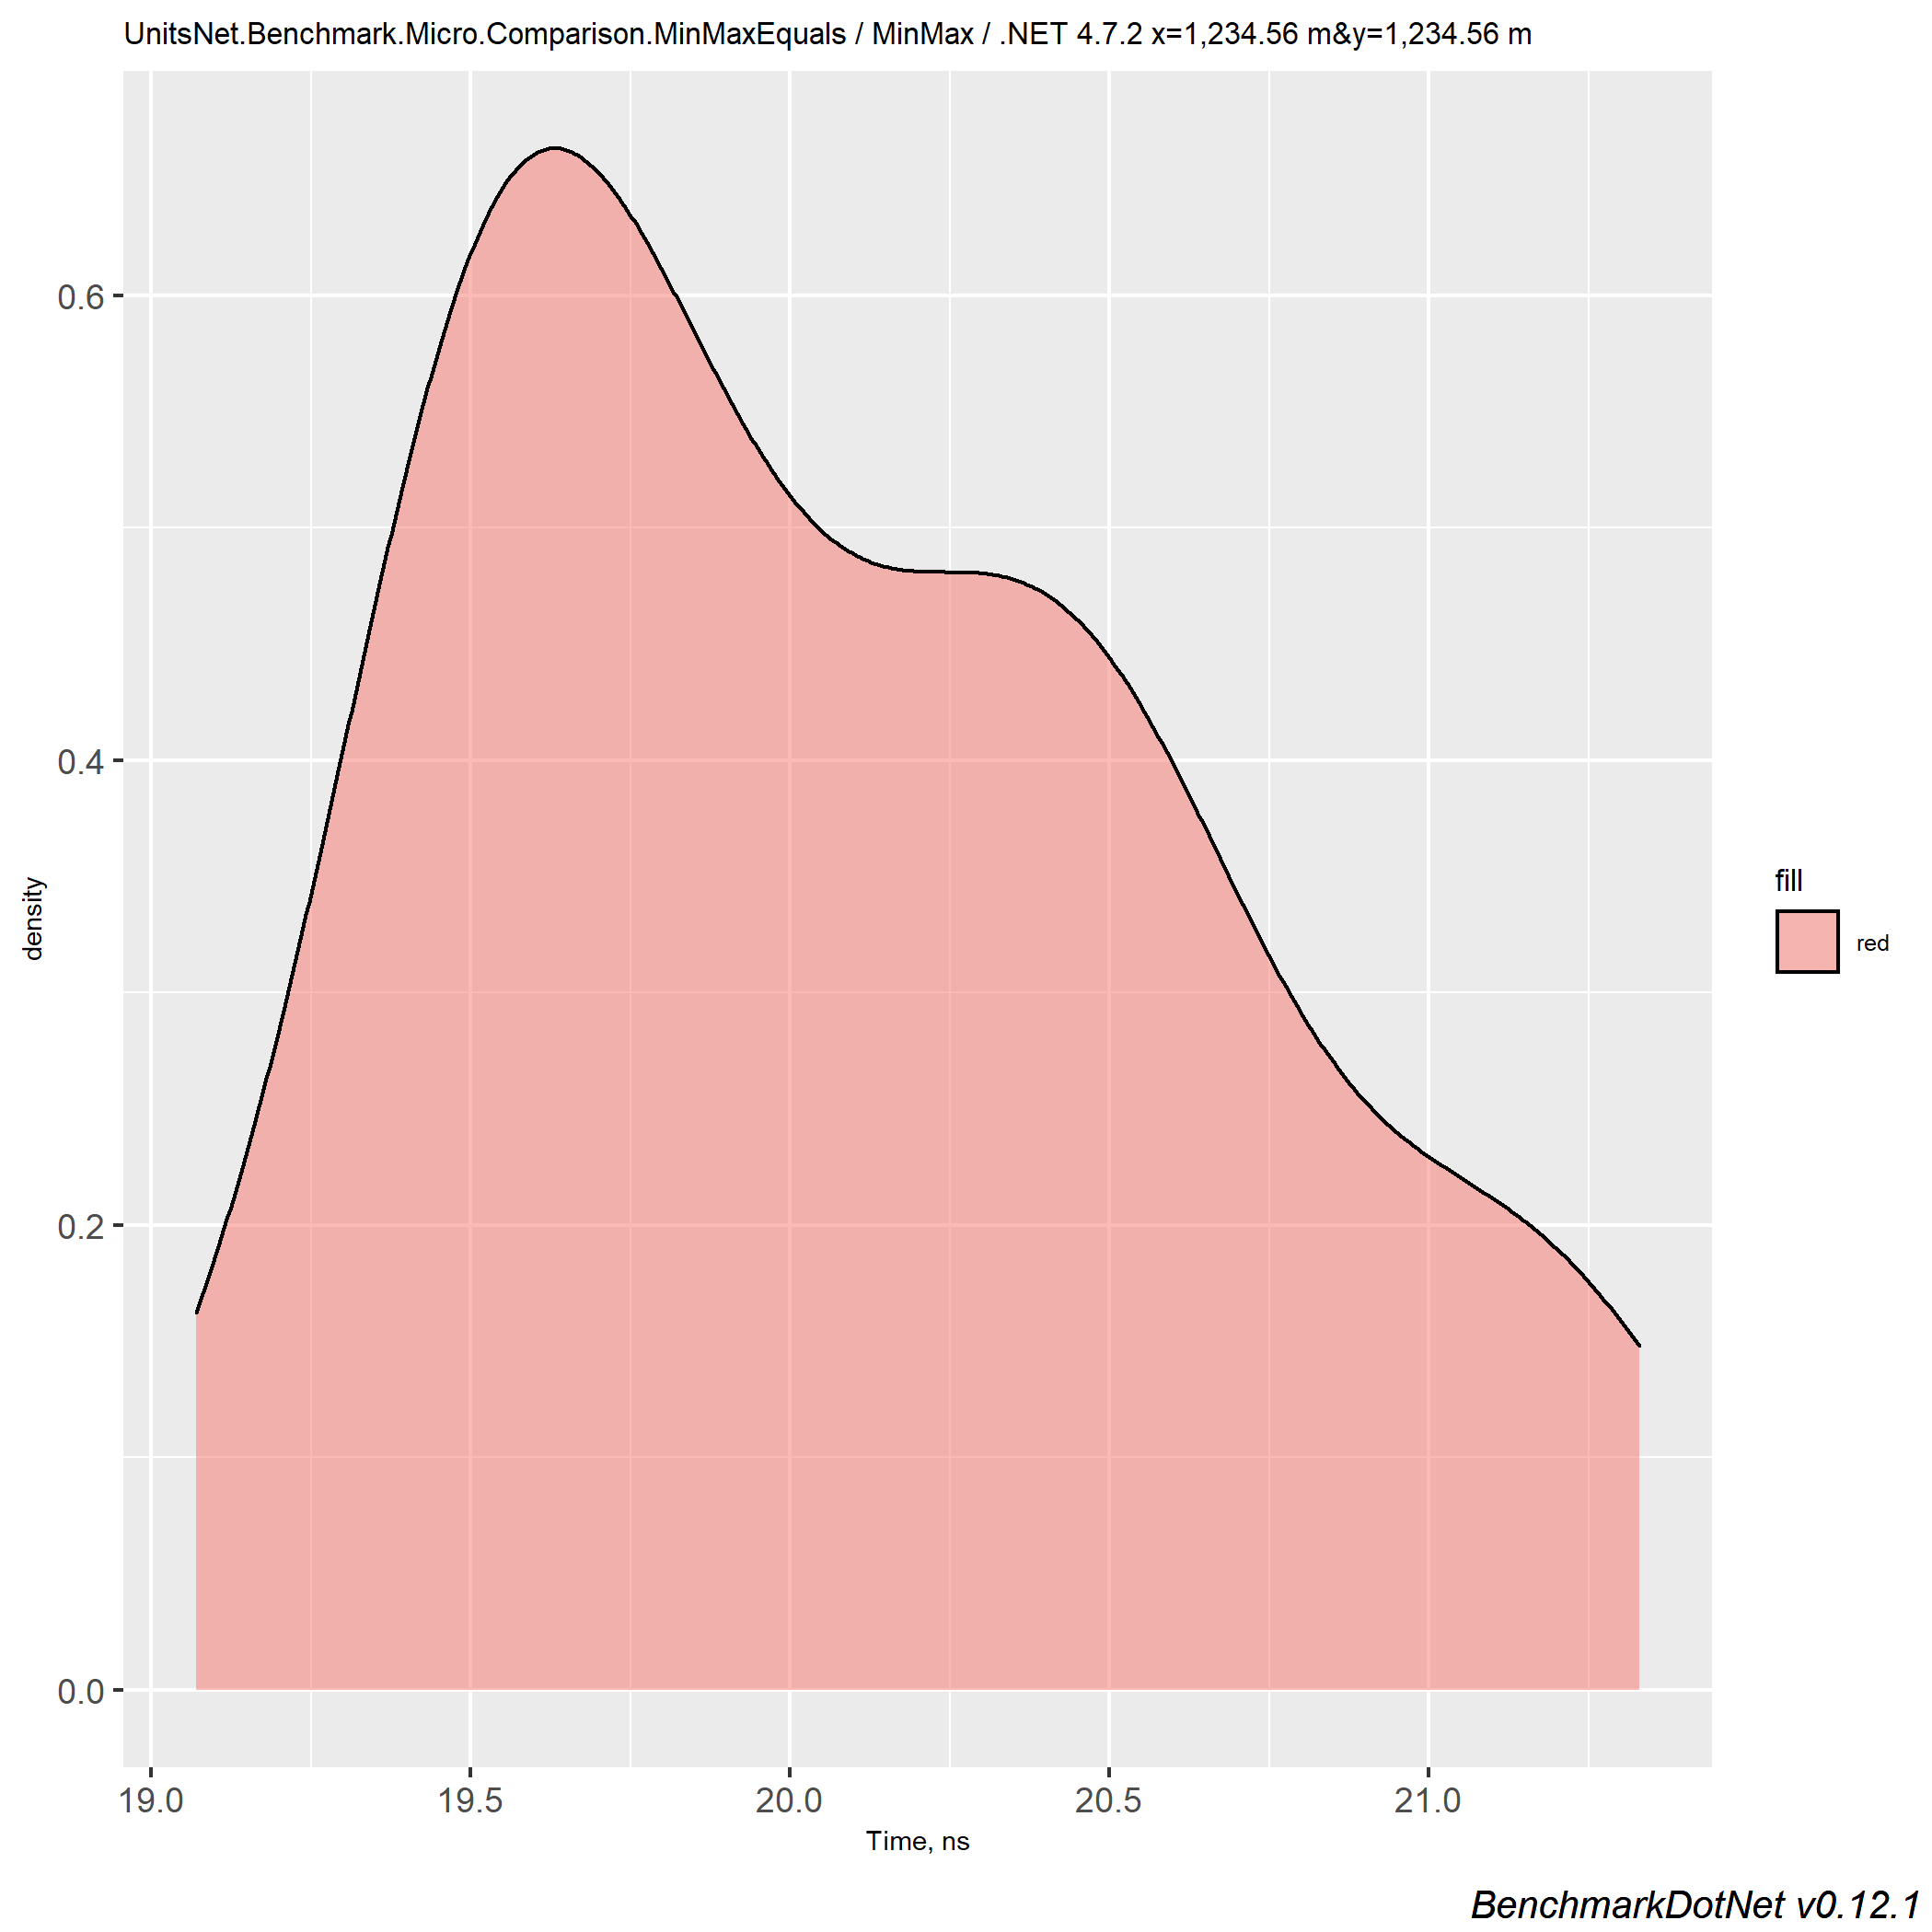 UnitsNet.Benchmark.Micro.Comparison.MinMaxEquals / MinMax / .NET 4.7.2 x=1,234.56 m&y=1,234.56 m
0.6
0.4
0.2
0.0
density
19.0 19.5 20.0 20.5 21.0
Time, ns
fill
red
BenchmarkDotNet v0.12.1